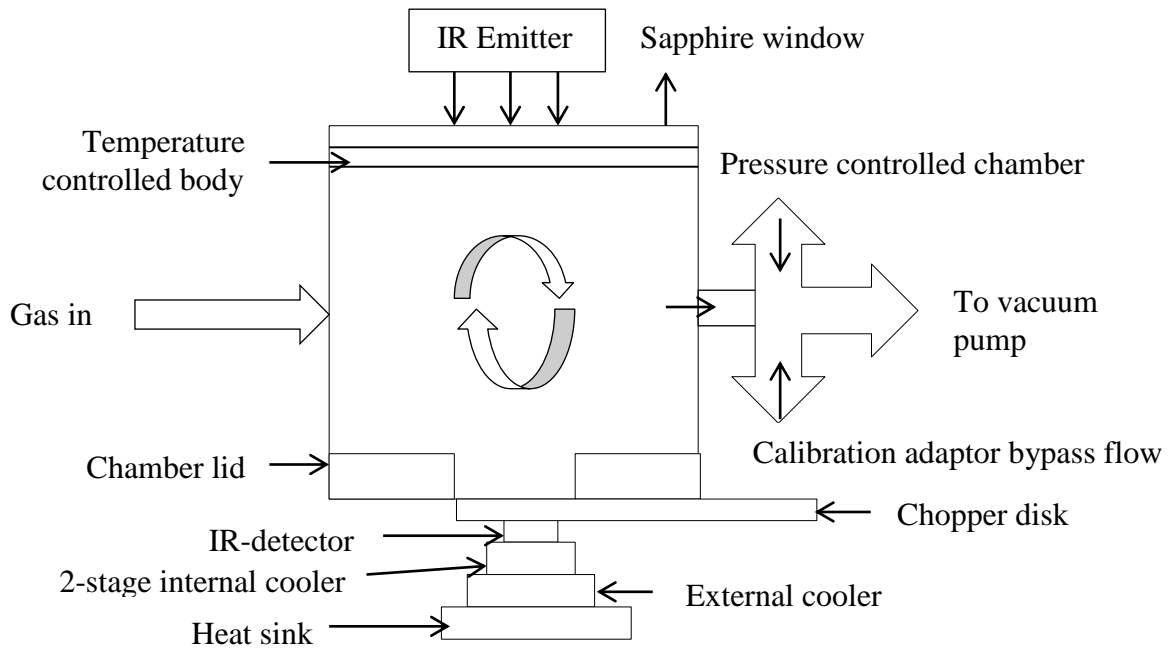 IR Emitter
Sapphire window
Temperature
controlled body
Pressure controlled chamber
Gas in
To vacuum
pump
Chamber lid
Calibration adaptor bypass flow
Chopper disk
IR-detector
2-stage internal cooler
External cooler
Heat sink